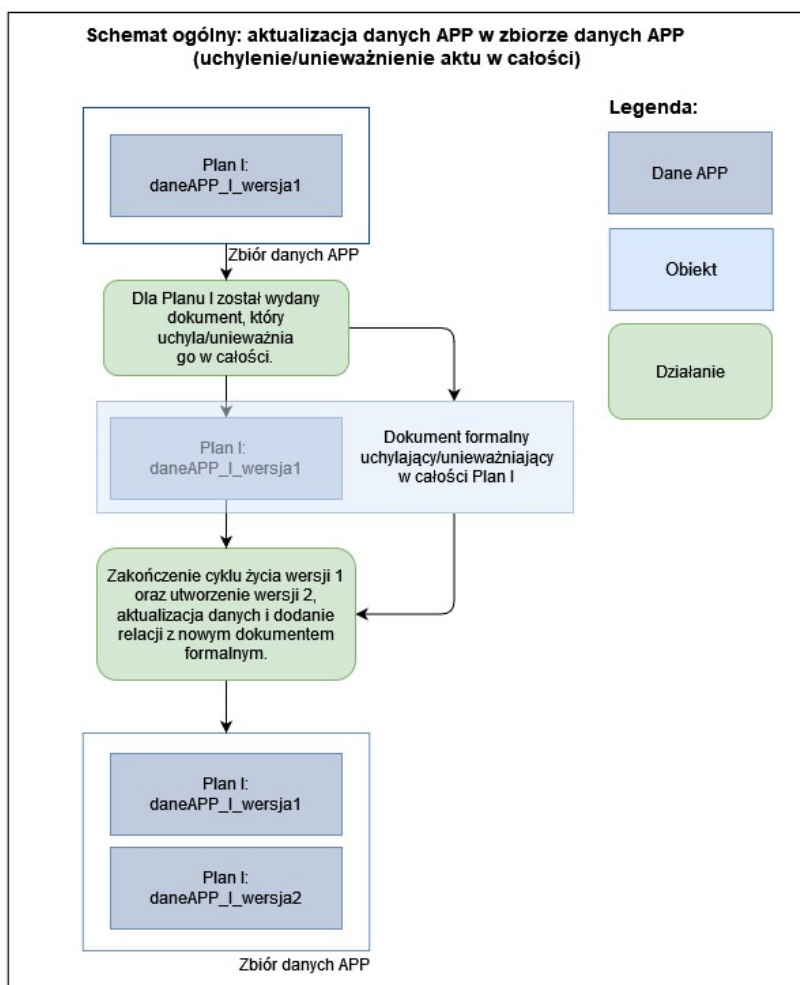 Schemat ogólny: aktualizacja danych APP w zbiorze danych APP
(uchylenie/unieważnienie aktu w całości)
Plan I:
daneAPP_I_wersja1
Zbiór danych APP
Legenda:
Dane APP
Obiekt
Działanie
Dla Planu I został wydany
dokument, który
uchyla/unieważnia
go w całości.
Plan I:
daneAPP_I_wersja1
Dokument formalny
uchylający/unieważniający
w całości Plan I
Zakończenie cyklu życia wersji 1
oraz utworzenie wersji 2,
aktualizacja danych i dodanie
relacji z nowym dokumentem
formalnym.
Plan I:
daneAPP_I_wersja1
Plan I:
daneAPP_I_wersja2
Zbiór danych APP